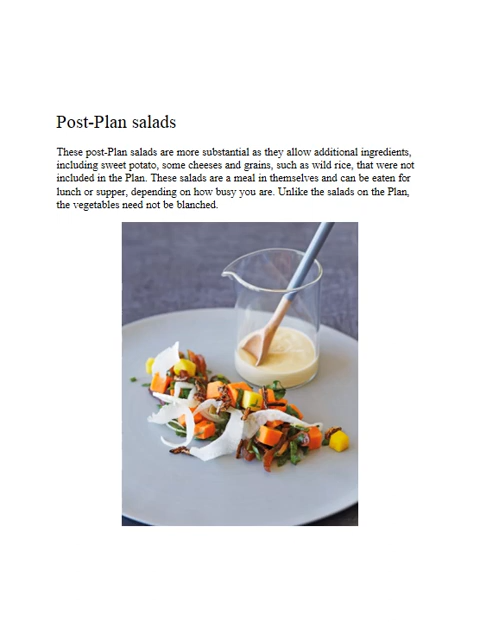 Post-Plan salads
These post-Plan salads are more substantial as they allow additional ingredients,
including sweet potato, some cheeses and grains, such as wild rice, that were not
included in the Plan. These salads are a meal in themselves and can be eaten for
lunch or supper, depending on how busy you are. Unlike the salads on the Plan,
the vegetables need not be blanched.